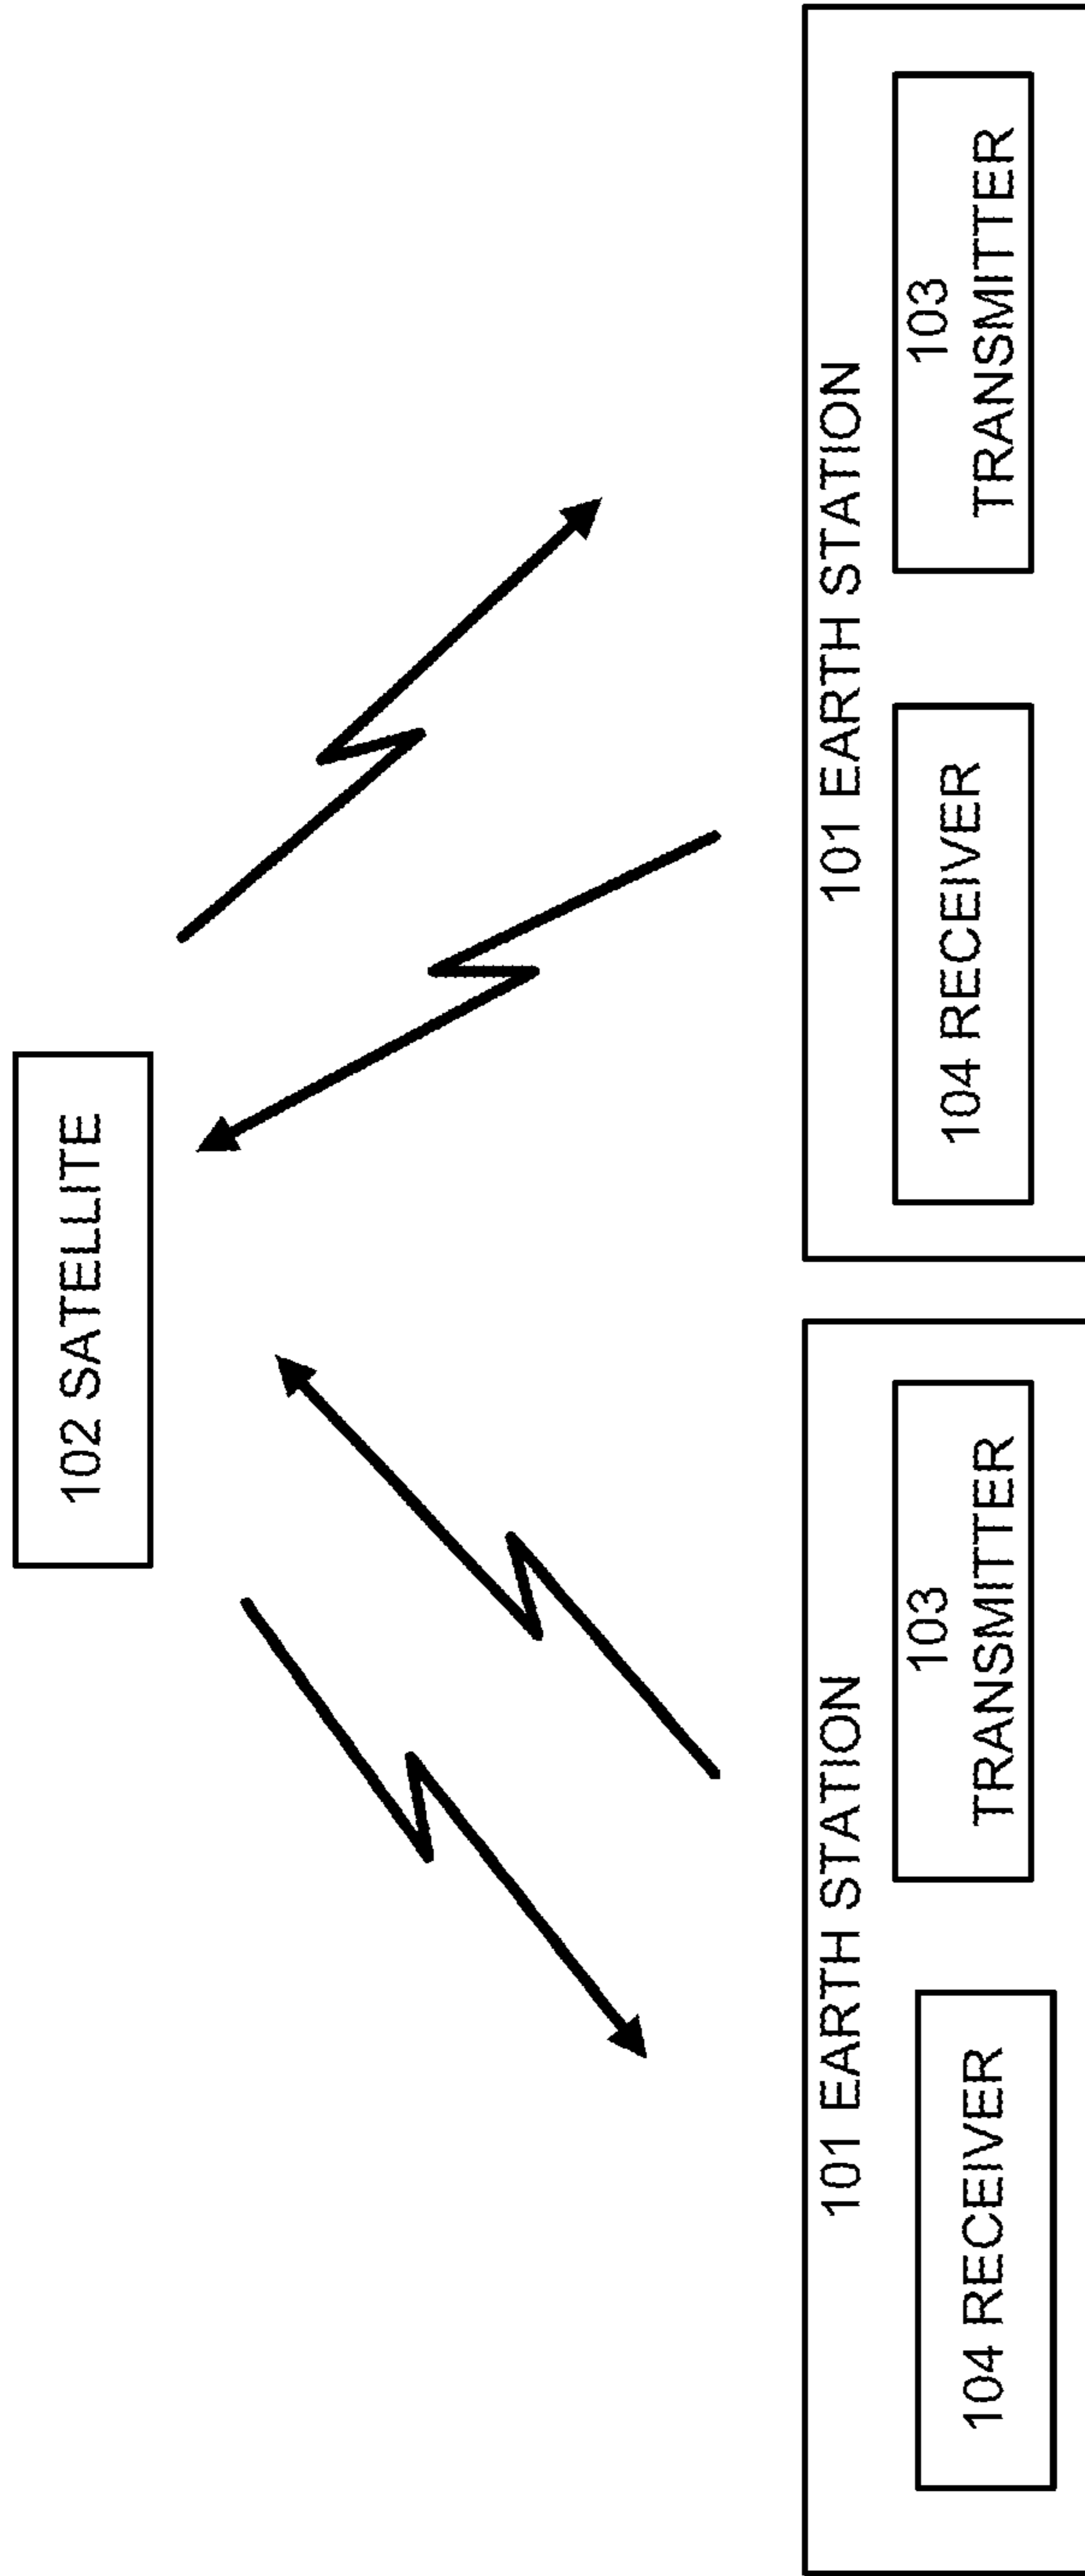 102 SATELLITE
101 EARTH STATION
104 RECEIVER
103
TRANSMITTER
101 EARTH STATION
104 RECEIVER
103
TRANSMITTER